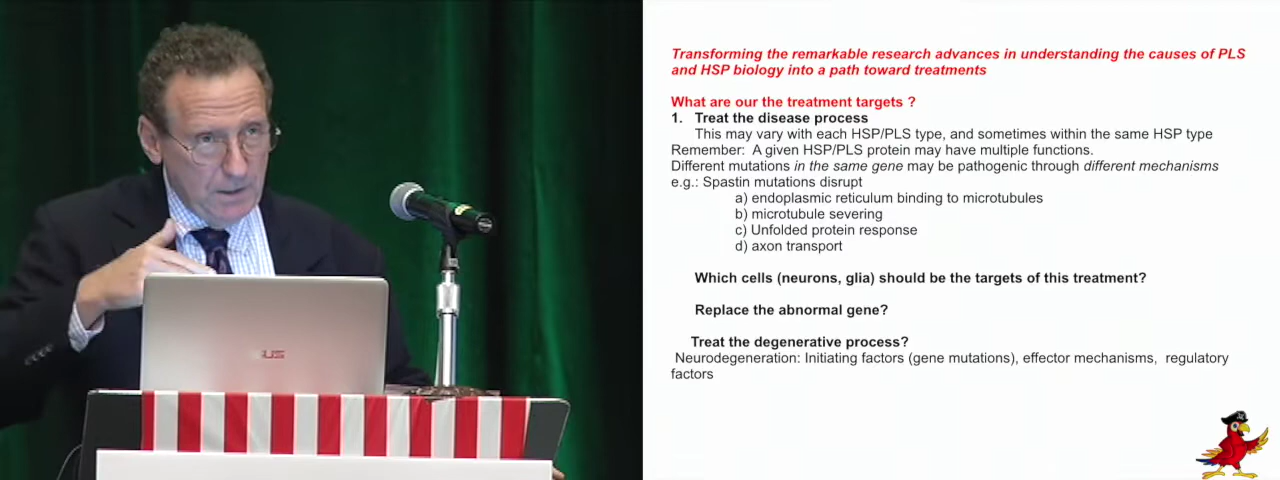 Transforming the remarkable research advances in understanding the causes of PLS
and HSP biology into a path toward treatments
What are our the treatment targets ?
1. Treat the disease process
This may vary with each HSP/PLS type, and sometimes within the same HSP type
Remember: A given HSP/PLS protein may have multiple functions.
Different mutations in the same gene may be pathogenic through different mechanisms
e.g.: Spastin mutations disrupt
a) endoplasmic reticulum binding to microtubules
b) microtubule severing
c) Unfolded protein response
d) axon transport
Which cells (neurons, glia) should be the targets of this treatment?
Replace the abnormal gene?
Treat the degenerative process?
Neurodegeneration: Initiating factors (gene mutations), effector mechanisms, regulatory
factors